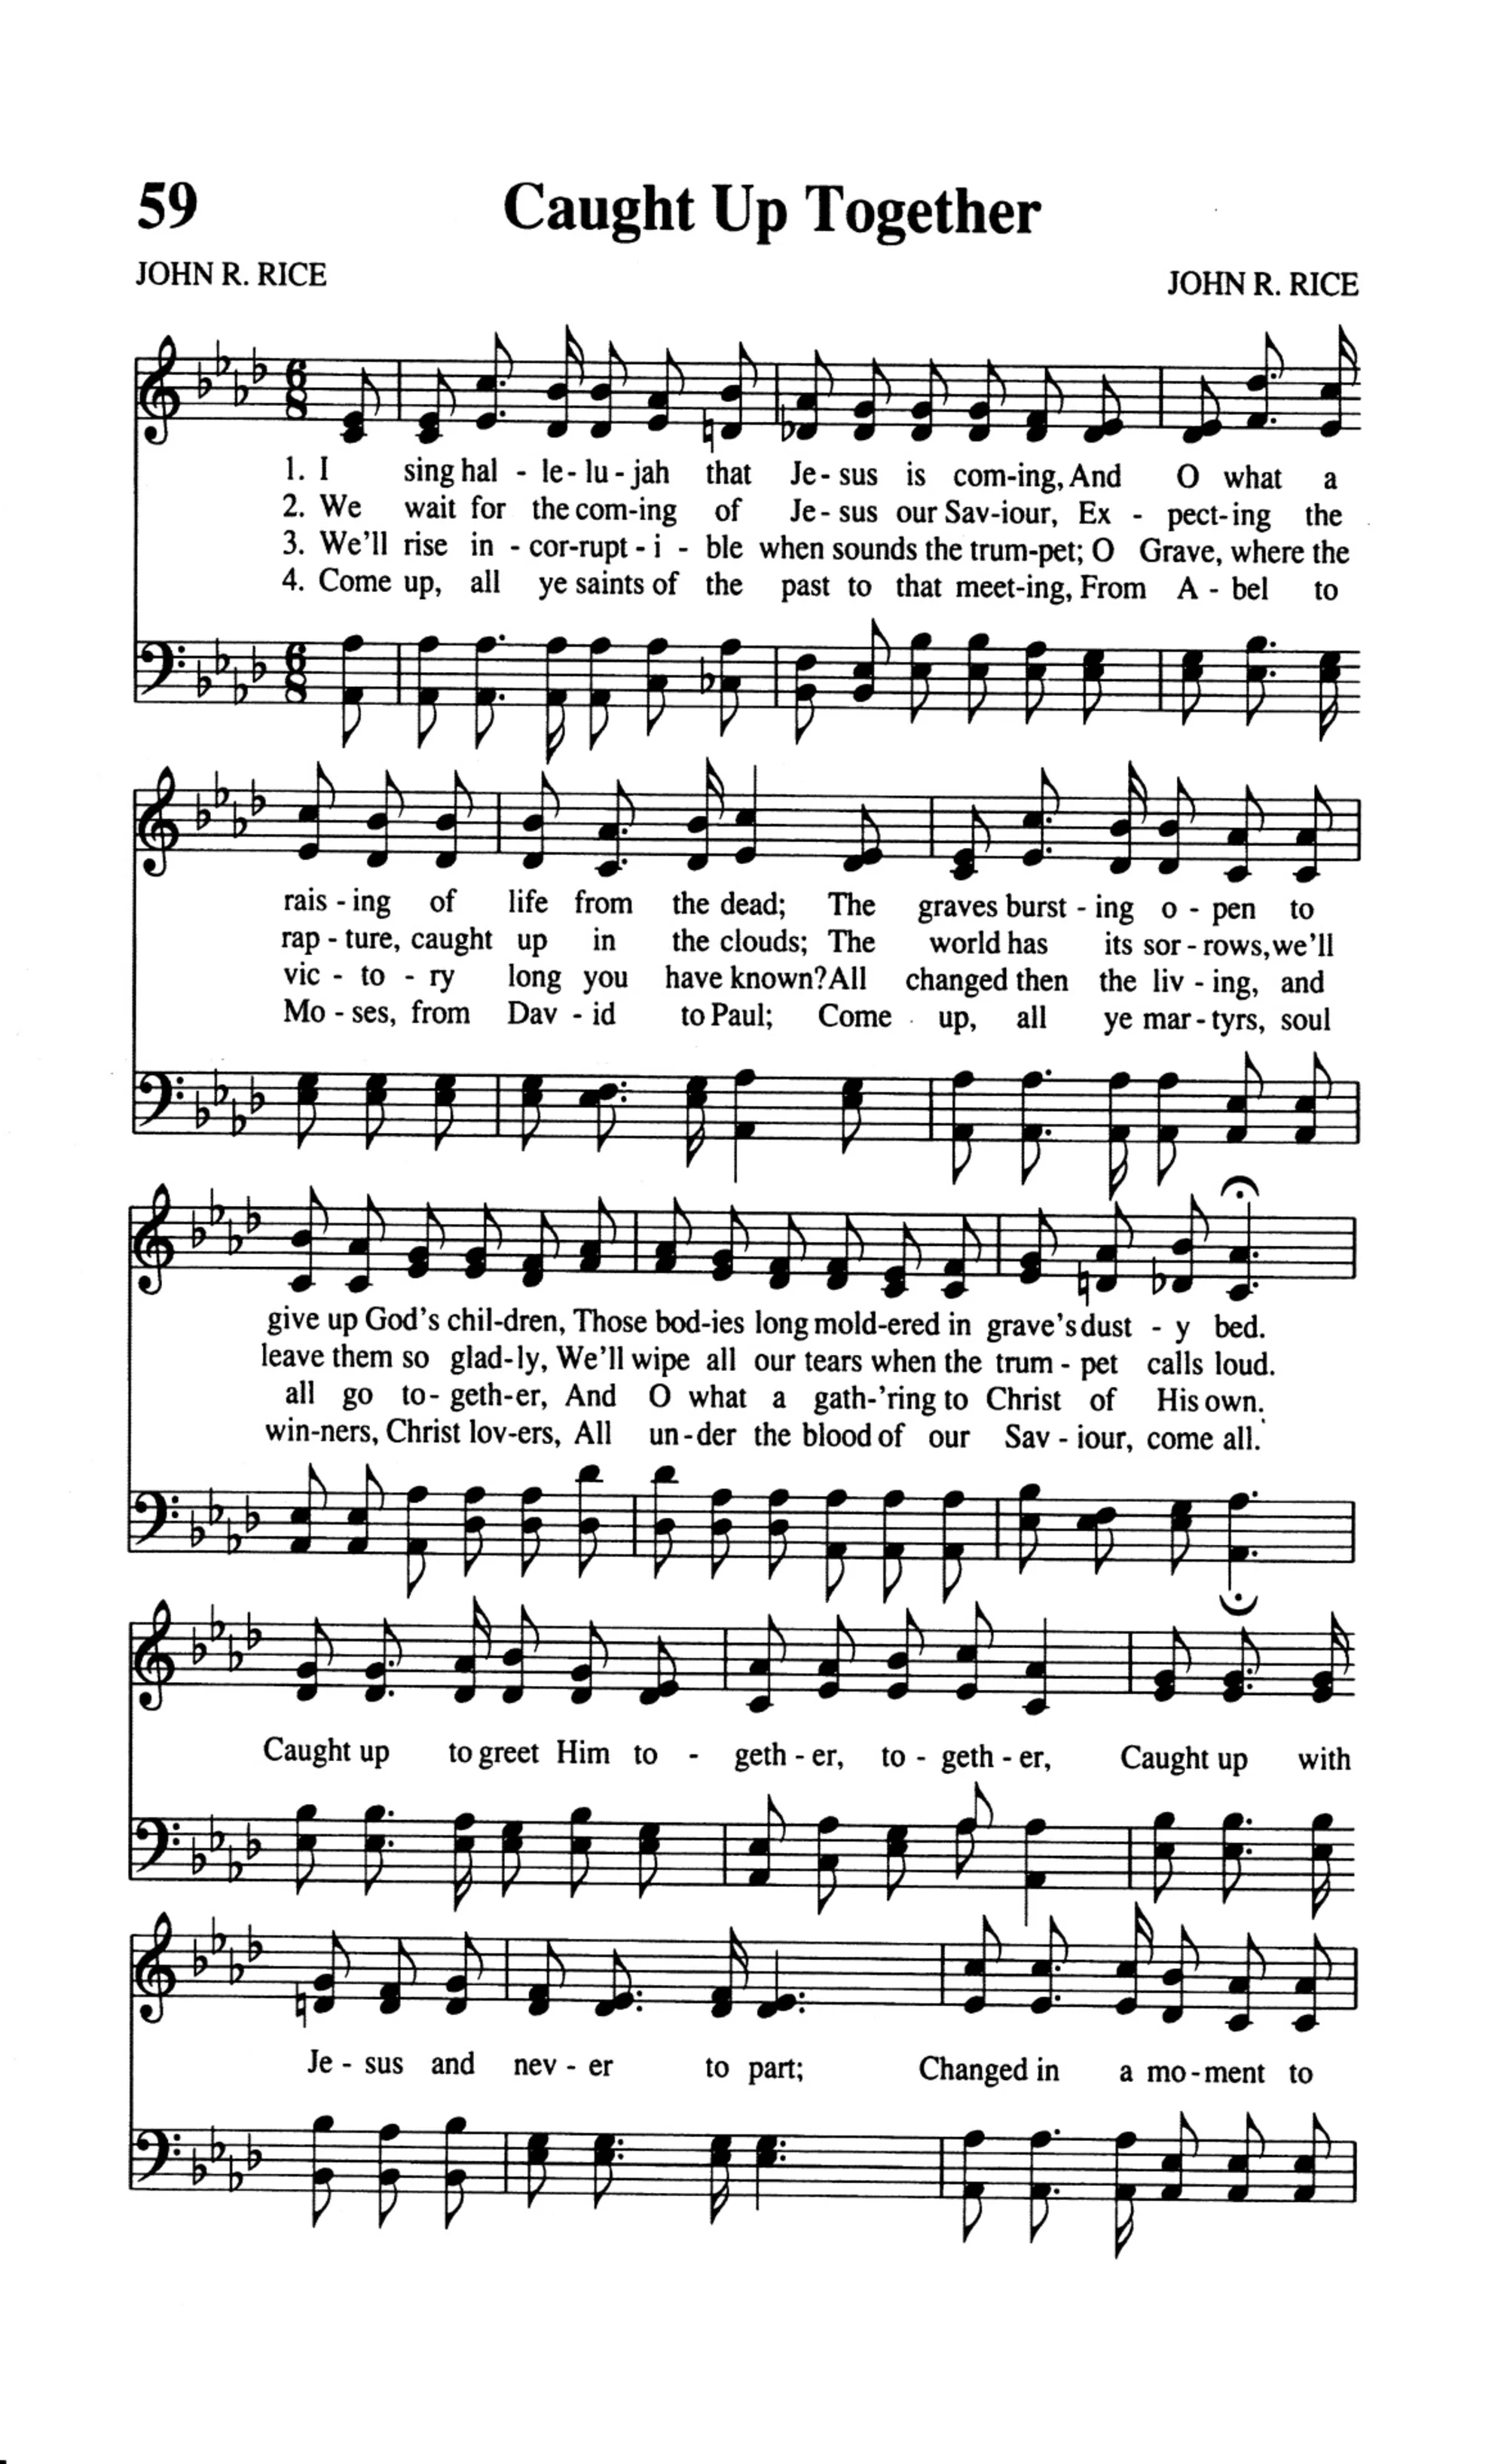 59 Caught Up Together
JOHN R. RICE JOHN R. RICE
1. I sing hal - le - lu - jah that Je - sus is com-ing, And O what a
2. We wait for the com-ing of Je - sus our Sav-iour, Ex - pect-ing the
3. We'll rise in - cor-rupt - i - ble when sounds the trum-pet; O Grave, where the
4. Come up, all ye saints of the past to that meet-ing, From A - bel to
rais - ing of life from the dead; The graves burst - ing o - pen to
rap - ture, caught up in the clouds; The world has its sor - rows, we'll
vic - to - ry long you have known? All changed then the liv - ing, and
Mo - ses, from Dav - id to Paul; Come up, all ye mar - tyrs, soul
give up God's chil-dren, Those bod-ies long mold-ered in grave's dust - y bed.
leave them so glad-ly, We'll wipe all our tears when the trum - pet calls loud.
all go to - geth-er, And O what a gath-'ring to Christ of His own.
win-ners, Christ lov-ers, All un-der the blood of our Sav - iour, come all.
Caught up to greet Him to - geth - er, to - geth - er, Caught up with
Je - sus and nev - er to part; Changed in a mo - ment to